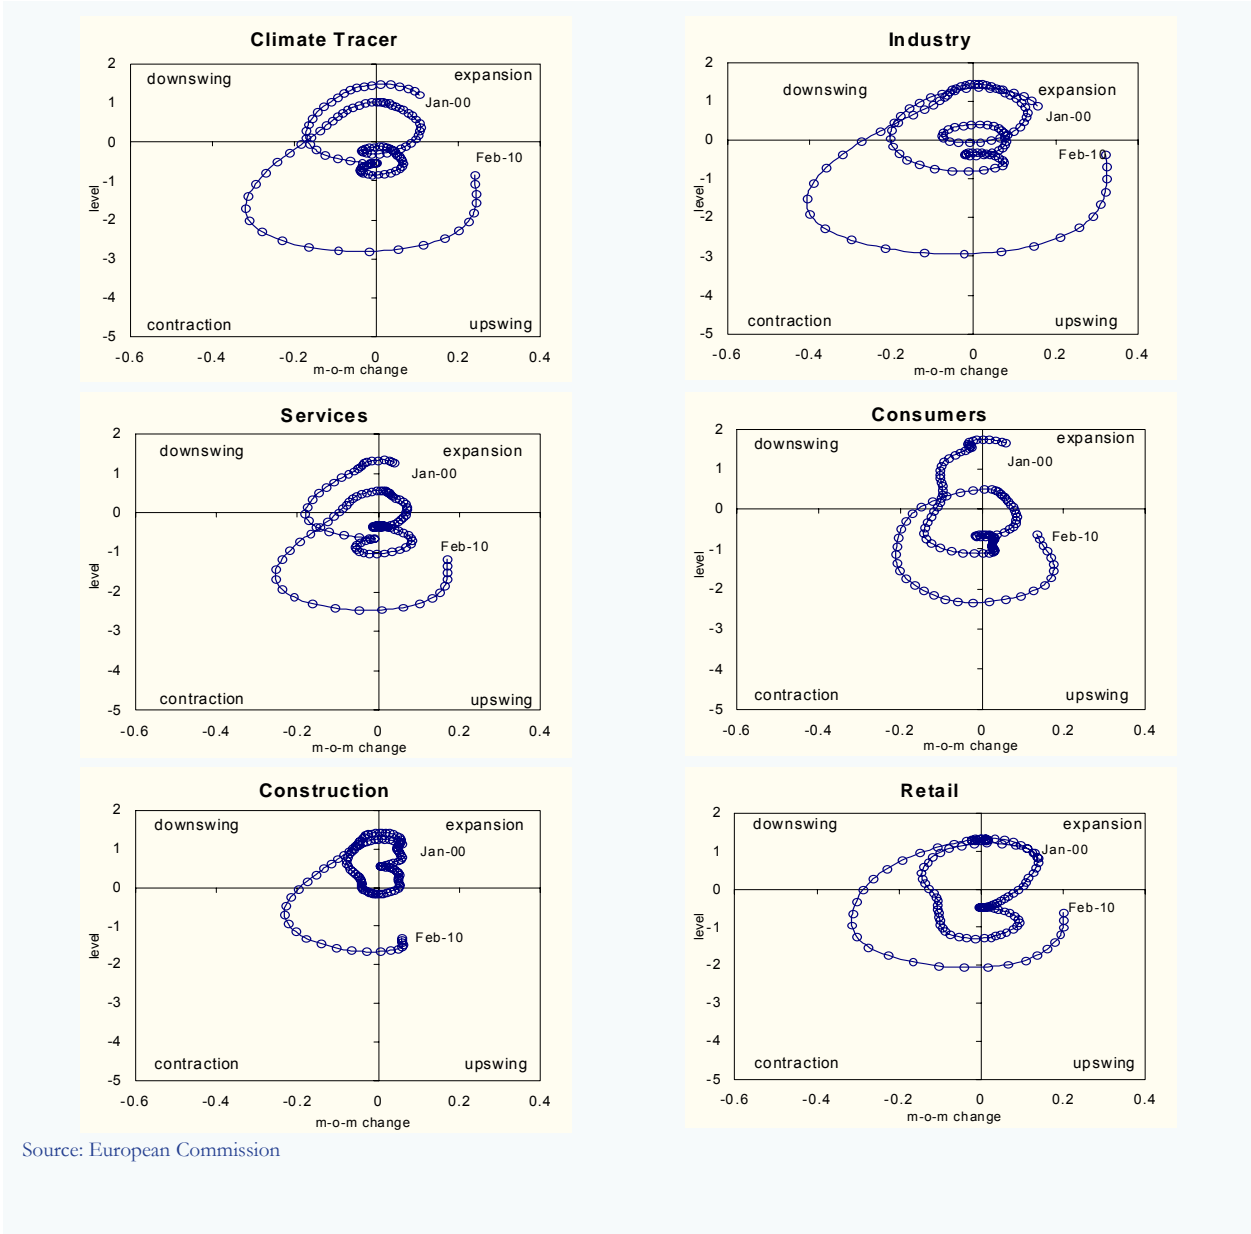 Climate Tracer
2
downswing
expansion
1
Jan-00
0
Feb-10
-1
level
-2
-3
-4
contraction
upswing
-5
-0.6 -0.4 -0.2 0 0.2 0.4
m-o-m change
Industry
2
downswing
expansion
1
Jan-00
0
Feb-10
-1
level
-2
-3
-4
contraction
upswing
-5
-0.6 -0.4 -0.2 0 0.2 0.4
m-o-m change
Services
2
downswing
expansion
1
Jan-00
0
Feb-10
-1
level
-2
-3
-4
contraction
upswing
-5
-0.6 -0.4 -0.2 0 0.2 0.4
m-o-m change
Consumers
2
downswing
expansion
1
Jan-00
0
Feb-10
-1
level
-2
-3
-4
contraction
upswing
-5
-0.6 -0.4 -0.2 0 0.2 0.4
m-o-m change
Construction
2
downswing
expansion
1
Jan-00
0
-1
Feb-10
level
-2
-3
-4
contraction
upswing
-5
-0.6 -0.4 -0.2 0 0.2 0.4
m-o-m change
Retail
2
downswing
expansion
1
Jan-00
0
Feb-10
-1
level
-2
-3
-4
contraction
upswing
-5
-0.6 -0.4 -0.2 0 0.2 0.4
m-o-m change
Source: European Commission